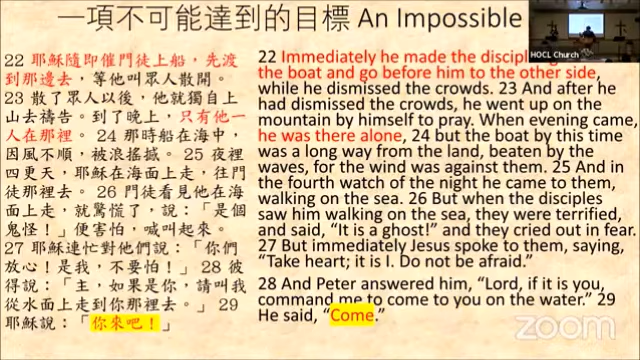 一項不可能達到的目標 An Impossible
HOCL Church
22 耶穌隨即催門徒上船，先渡
到那邊去，等他叫眾人散開。
23 散了眾人以後，他就獨自上
山去禱告。到了晚上，只有他一
人在那裡。24 那時船在海中，
因風不順，被浪搖撼。25 夜裡
四更天，耶穌在海面上走，往門
徒那裡去。26 門徒看見他在海
面上走，就驚慌了，說：「是個
鬼怪！」便害怕，喊叫起來。
27 耶穌連忙對他們說：「你們
放心！是我，不要怕！」28 彼
得說：「主，如果是你，請叫我
從水面上走到你那裡去。」29
耶穌說：「你來吧！」
22 Immediately he made the
the boat and go before him to the other side,
while he dismissed the crowds. 23 And after he
had dismissed the crowds, he went up on the
mountain by himself to pray. When evening came,
he was there alone, 24 but the boat by this time
was a long way from the land, beaten by the
waves, for the wind was against them. 25 And in
the fourth watch of the night he came to them,
walking on the sea. 26 But when the disciples
saw him walking on the sea, they were terrified,
and said, “It is a ghost!” and they cried out in fear.
27 But immediately Jesus spoke to them, saying,
“Take heart; it is I. Do not be afraid.”
28 And Peter answered him, “Lord, if it is you,
command me to come to you on the water.” 29
He said, “Come.”
zoom